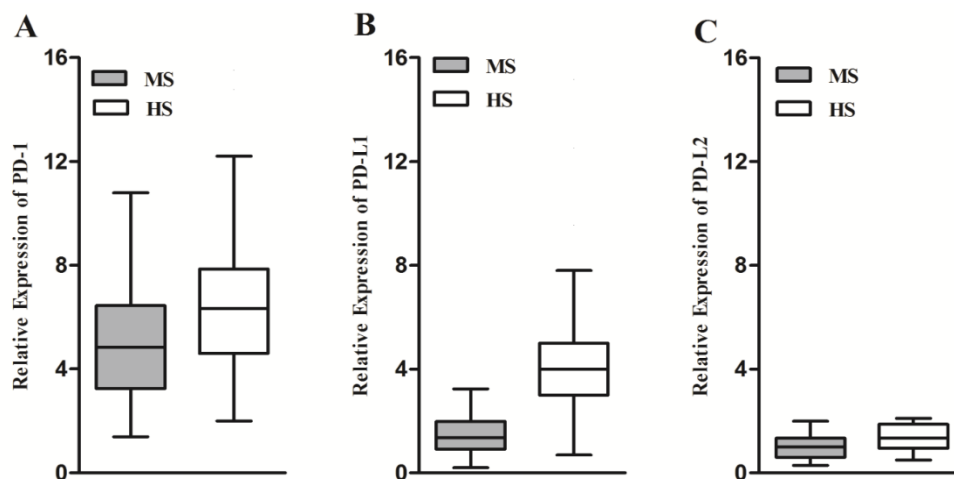 A
Relative Expression of PD-1
16
12
8
4
0
MS
HS
B
Relative Expression of PD-L1
16
12
8
4
0
MS
HS
C
Relative Expression of PD-L2
16
12
8
4
0
MS
HS